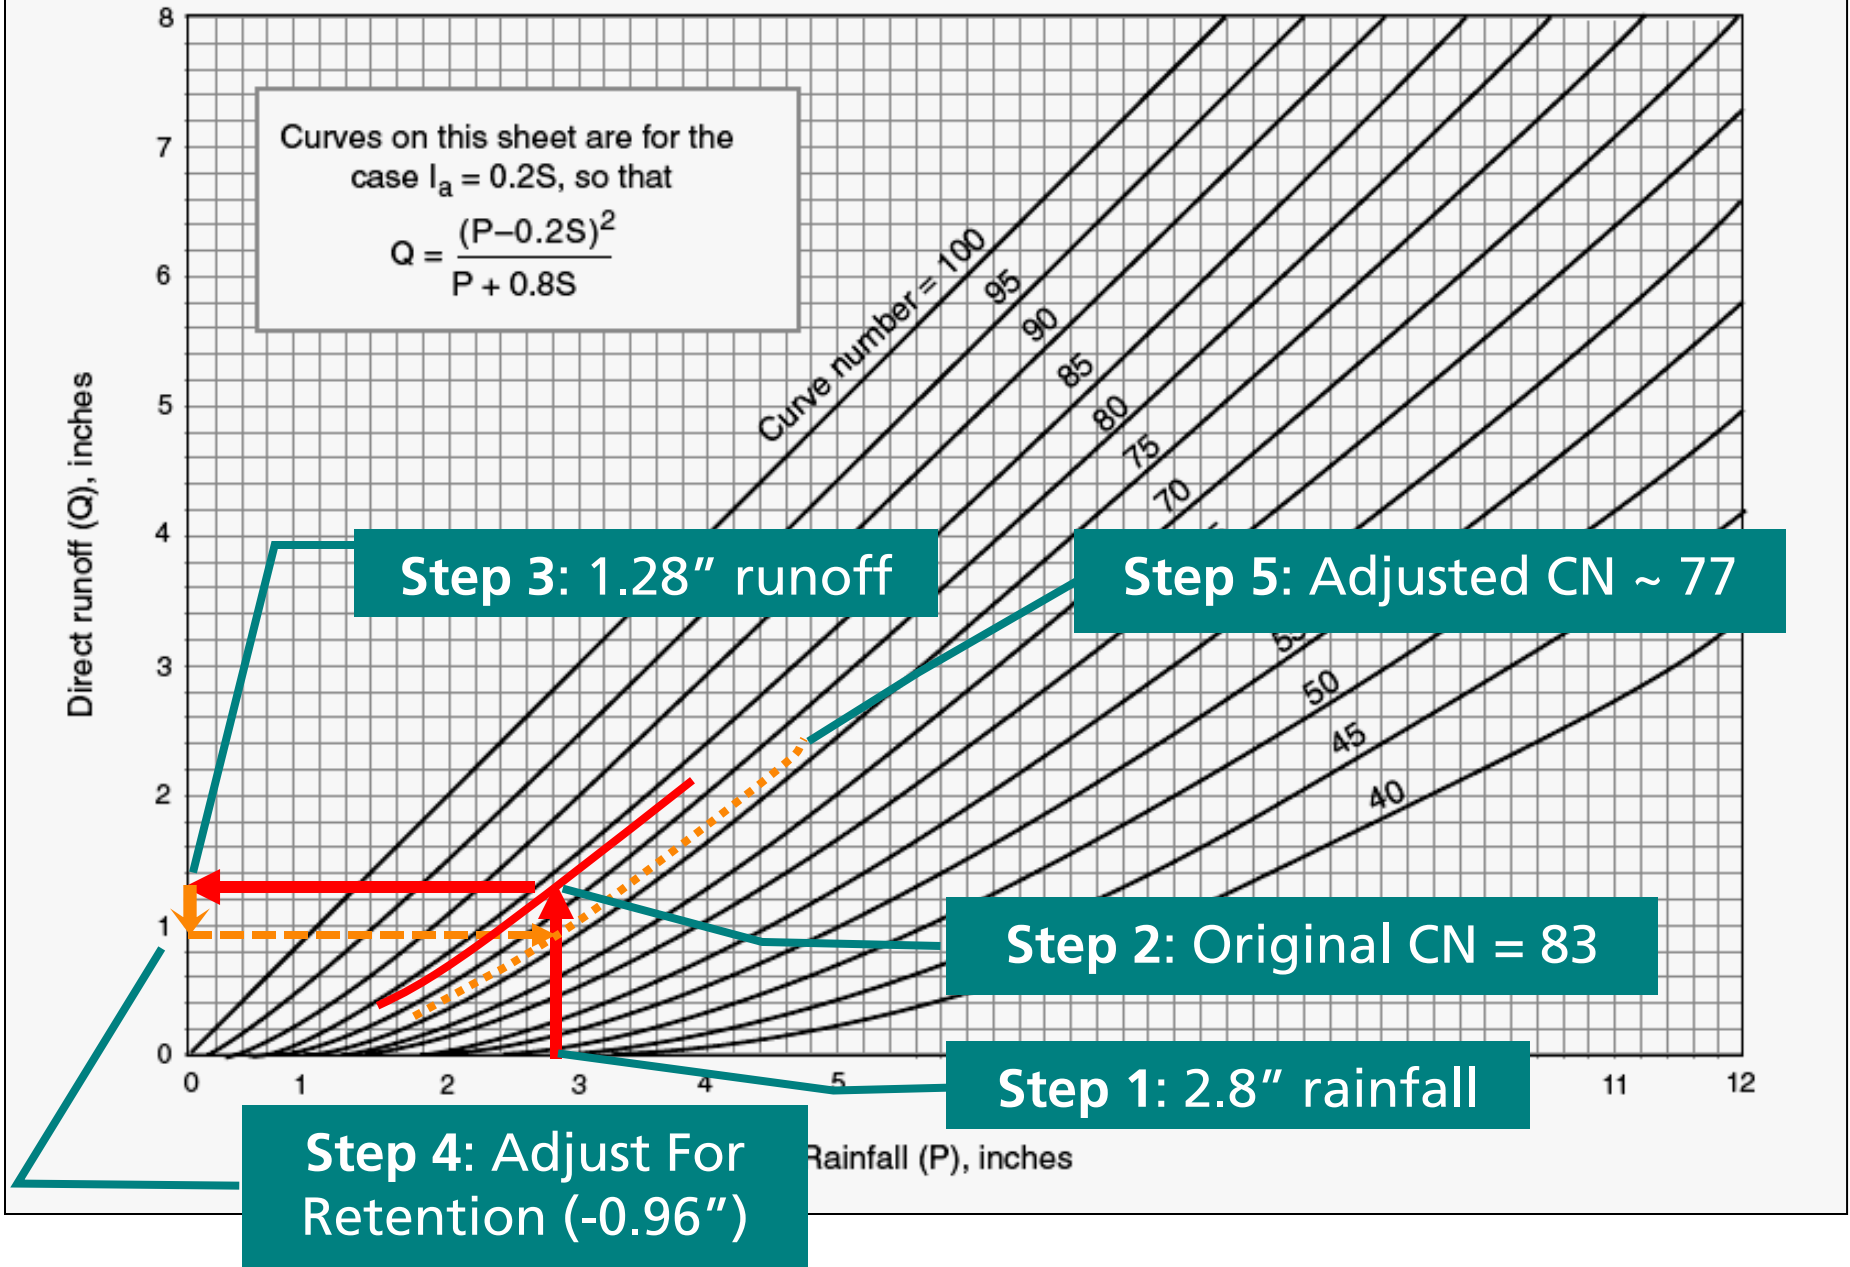 8
7
6
5
4
3
2
1
0
Direct runoff (Q), inches
Curves on this sheet are for the
case Ia = 0.2S, so that
Q = (P–0.2S)2
P + 0.8S
Curve number = 100
95
90
85
80
75
70
50
45
40
Step 3: 1.28” runoff
Step 5: Adjusted CN ~ 77
Step 2: Original CN = 83
Step 1: 2.8” rainfall
0 1 2 3 4 5 11 12
Rainfall (P), inches
Step 4: Adjust For
Retention (-0.96”)